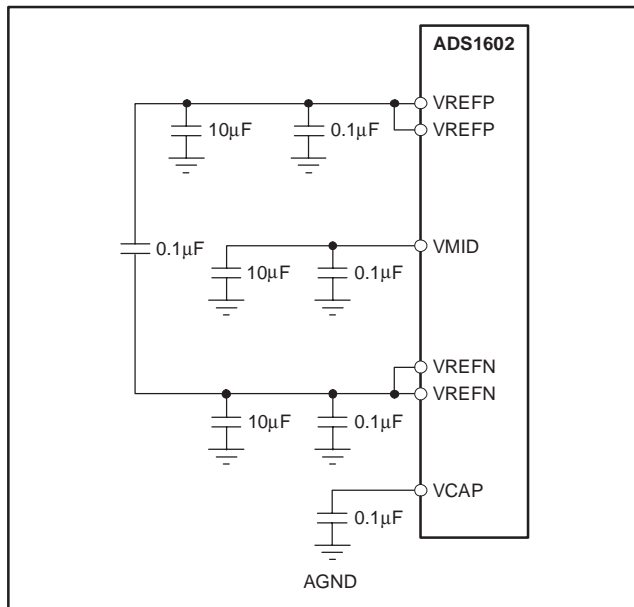 ADS1602
VREFP
10μF 0.1μF VREFP
0.1μF VMID
10μF 0.1μF
VREFN
VREFN
10μF 0.1μF
VCAP
0.1μF
AGND